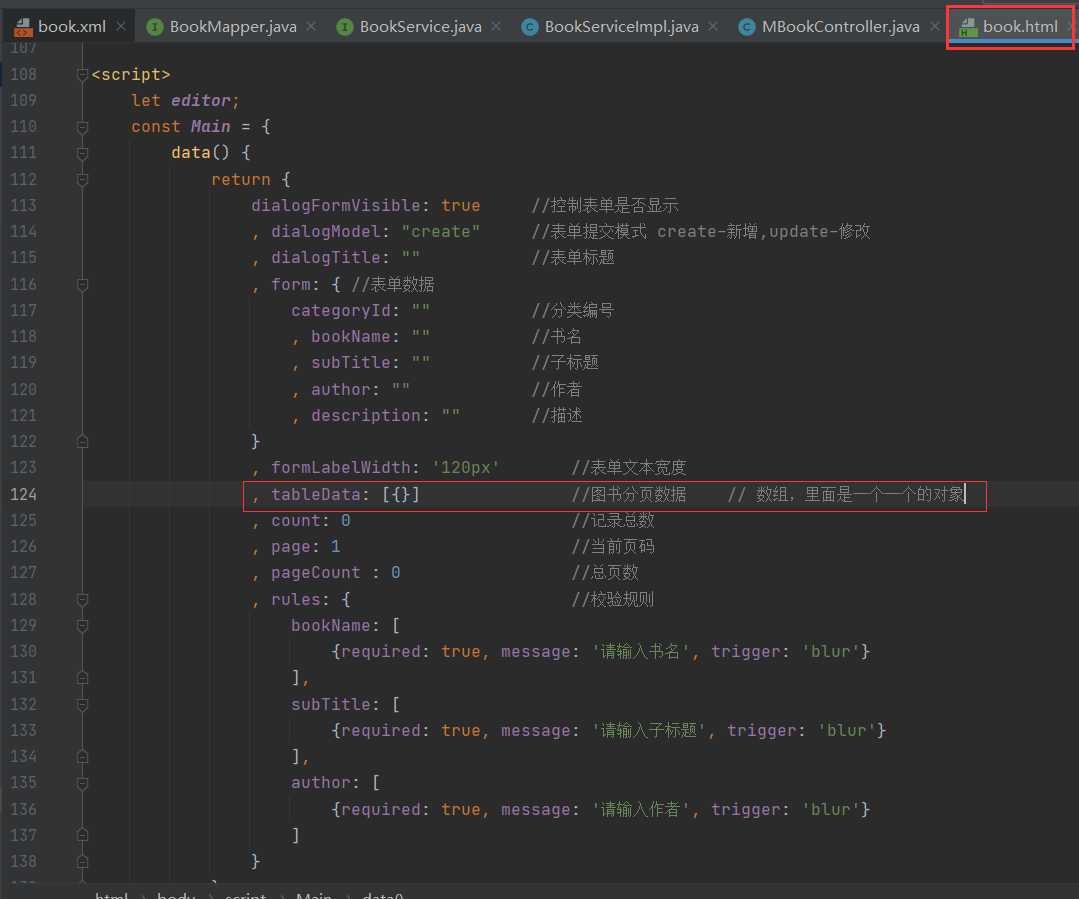 book.xml BookMapper.java BookService.java BookServiceImpl.java MBookController.java book.html
107
108 <script>
109 let editor;
110 const Main = {
111 data() {
112 return {
113 dialogFormVisible: true //控制表单是否显示
114 , dialogModel: "create" //表单提交模式 create-新增,update-修改
115 , dialogTitle: "" //表单标题
116 , form: { //表单数据
117 categoryId: "" //分类编号
118 , bookName: "" //书名
119 , subTitle: "" //子标题
120 , author: "" //作者
121 , description: "" //描述
122 }
123 , formLabelWidth: '120px' //表单文本宽度
124 , tableData: [{}] //图书分页数据 // 数组，里面是一个一个的对象
125 , count: 0 //记录总数
126 , page: 1 //当前页码
127 , pageCount : 0 //总页数
128 , rules: { //校验规则
129 bookName: [
130 {required: true, message: '请输入书名', trigger: 'blur'}
131 ],
132 subTitle: [
133 {required: true, message: '请输入子标题', trigger: 'blur'}
134 ],
135 author: [
136 {required: true, message: '请输入作者', trigger: 'blur'}
137 ]
138 }
html › body › script › Main › data()